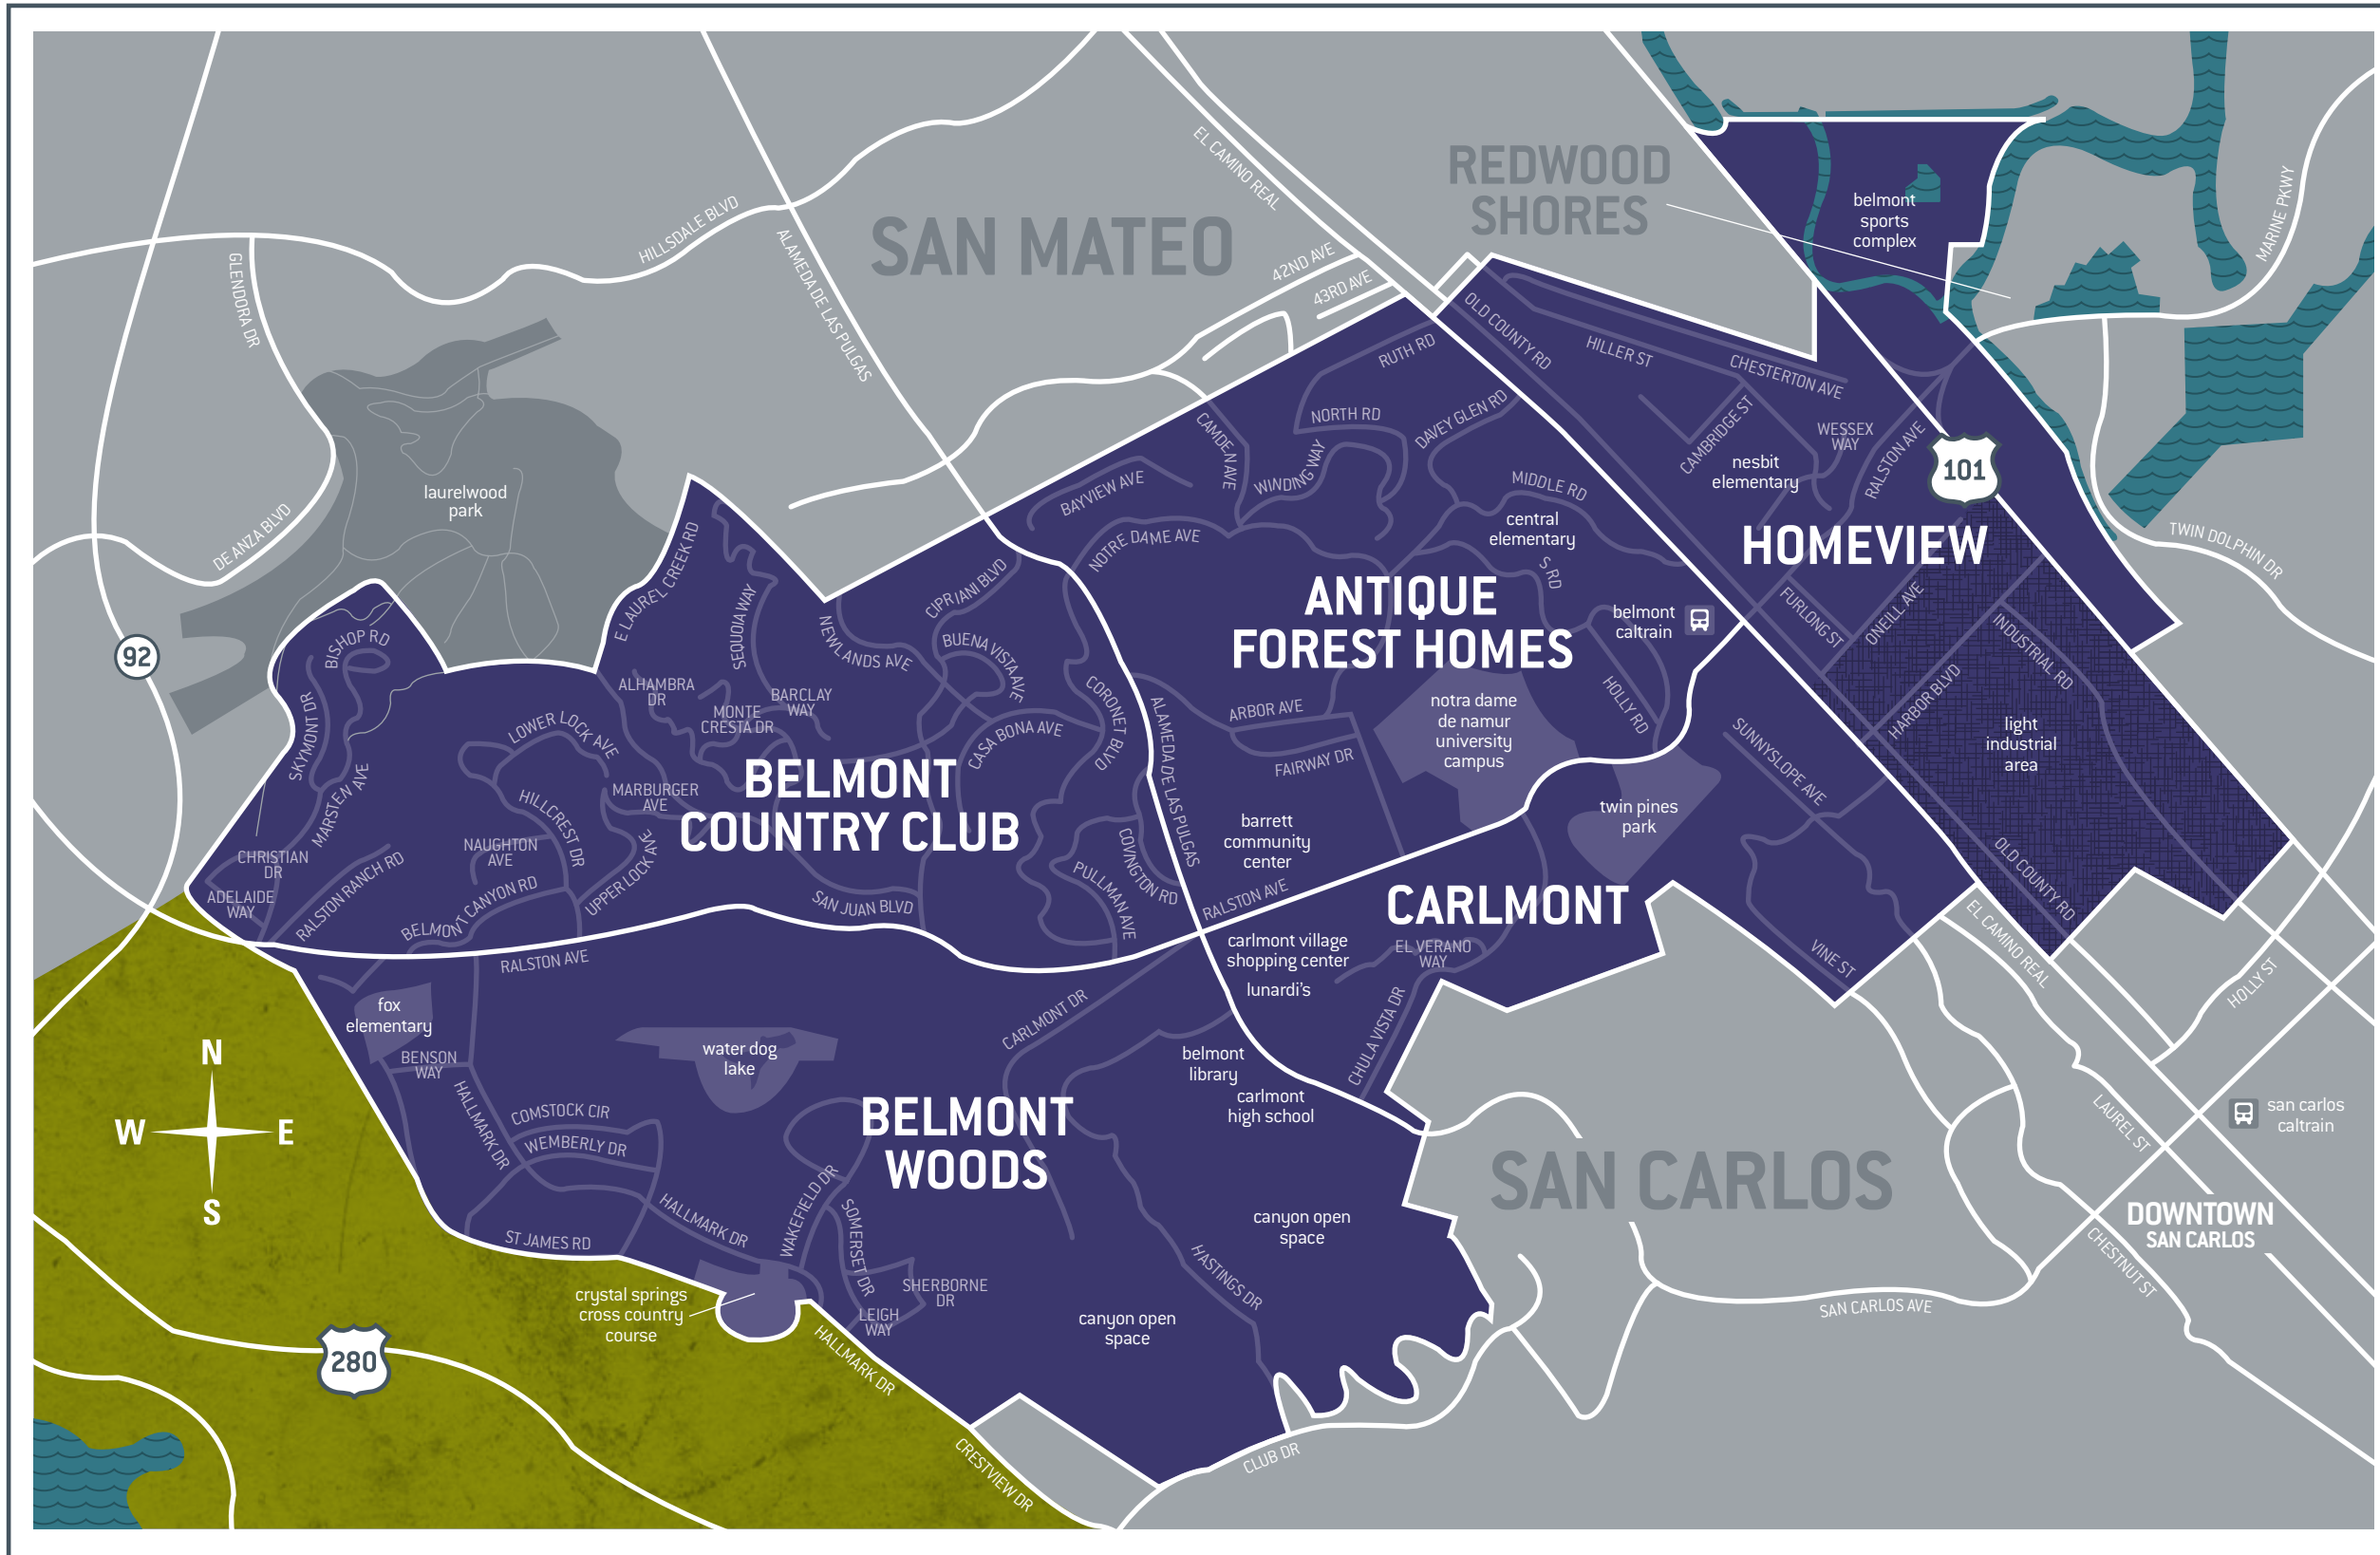 EL CAMINO REAL
REDWOOD
SHORES
belmont
sports
complex
MARINE PKWY
HILLSDALE BLVD
SAN MATEO
ALAMEDA DE LAS PULGAS
GLENDORA DR
42ND AVE
43RD AVE
OLD COUNTY RD
RUTH RD
HILLER ST
CHESTERTON AVE
NORTH RD
DAVEY GLEN RD
CAMDEN AVE
WINDING WAY
CAMBRIDGE ST
WESSEX
WAY
RALSTON AVE
101
nesbit
elementary
laurelwood
park
BAYVIEW AVE
MIDDLE RD
DE ANZA BLVD
central
elementary
NOTRE DAME AVE
HOMEVIEW
TWIN DOLPHIN DR
E LAUREL CREEK RD
SEQUOIA WAY
CIPRIANI BLVD
S RD
ANTIQUE
FOREST HOMES
belmont
caltrain
FURLONG ST
ONEILL AVE
INDUSTRIAL RD
92
BISHOP RD
NEWLANDS AVE
BUENA VISTA AVE
ALHAMBRA
DR
BARCLAY
WAY
MONTE
CRESTA DR
CORONET BLVD
ALAMEDA DE LAS PULGAS
ARBOR AVE
notra dame
de namur
university
campus
HOLLY RD
HARBOR BLVD
SKYMONT DR
LOWER LOCK AVE
CASA BONA AVE
FAIRWAY DR
SUNNYSLOPE AVE
light
industrial
area
MARSTEN AVE
MARBURGER
AVE
BELMONT
COUNTRY CLUB
HILLCREST DR
twin pines
park
barrett
community
center
CHRISTIAN
DR
NAUGHTON
AVE
UPPER LOCK AVE
COVINGTON RD
PULLMAN AVE
OLD COUNTY RD
ADELAIDE
WAY
RALSTON RANCH RD
BELMONT CANYON RD
SAN JUAN BLVD
RALSTON AVE
CARLMONT
EL CAMINO REAL
RALSTON AVE
carlmont village
shopping center
EL VERANO
WAY
VINE ST
HOLLY ST
lunardi's
fox
elementary
CARLMONT DR
CHULA VISTA DR
N
W
E
S
BENSON
WAY
water dog
lake
belmont
library
HALLMARK DR
COMSTOCK CIR
WEMBERLY DR
BELMONT
WOODS
carlmont
high school
LAUREL ST
san carlos
caltrain
SAN CARLOS
WAKEFIELD DR
SOMERSET DR
HALLMARK DR
ST JAMES RD
canyon open
space
DOWNTOWN
SAN CARLOS
CHESTNUT ST
HASTINGS DR
SHERBORNE
DR
SAN CARLOS AVE
crystal springs
cross country
course
LEIGH
WAY
canyon open
space
280
HALLMARK DR
CLUB DR
CRESTVIEW DR